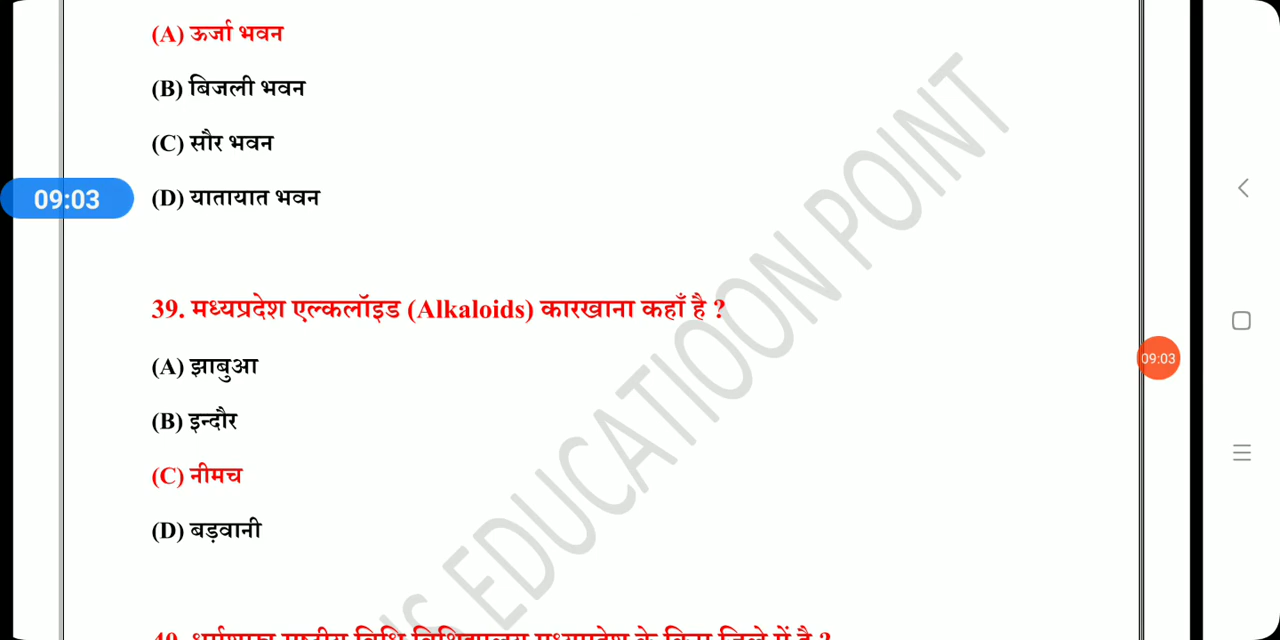 (A) ऊर्जा भवन
(B) बिजली भवन
(C) सौर भवन
09:03
(D) यातायात भवन
39. मध्यप्रदेश एल्कलॉइड (Alkaloids) कारखाना कहाँ है ?
(A) झाबुआ
09:03
(B) इन्दौर
(C) नीमच
(D) बड़वानी
EDUCATIOON POINT